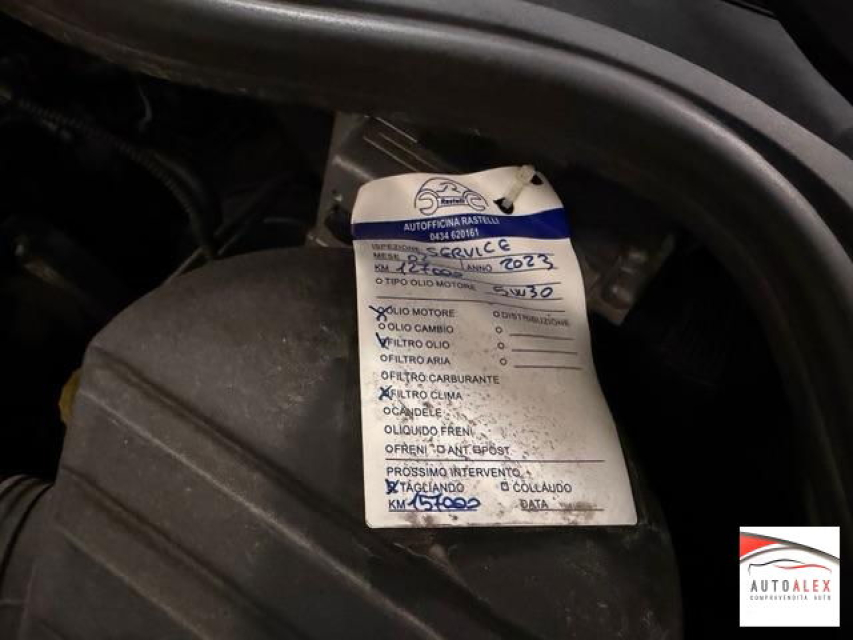 Rastelli
AUTOFFICINA RASTELLI
0434 620161
ISPEZIONE SERVICE
MESE 07 ANNO 2023
KM 127000
TIPO OLIO MOTORE 5W30
OLIO MOTORE DISTRIBUZIONE
OLIO CAMBIO
FILTRO OLIO
FILTRO ARIA
FILTRO CARBURANTE
FILTRO CLIMA
CANDELE
LIQUIDO FRENI
FRENI ANT POST
PROSSIMO INTERVENTO
TAGLIANDO COLLAUDO
KM 157000 DATA
AUTOALEX
COMPRAVENDITA AUTO